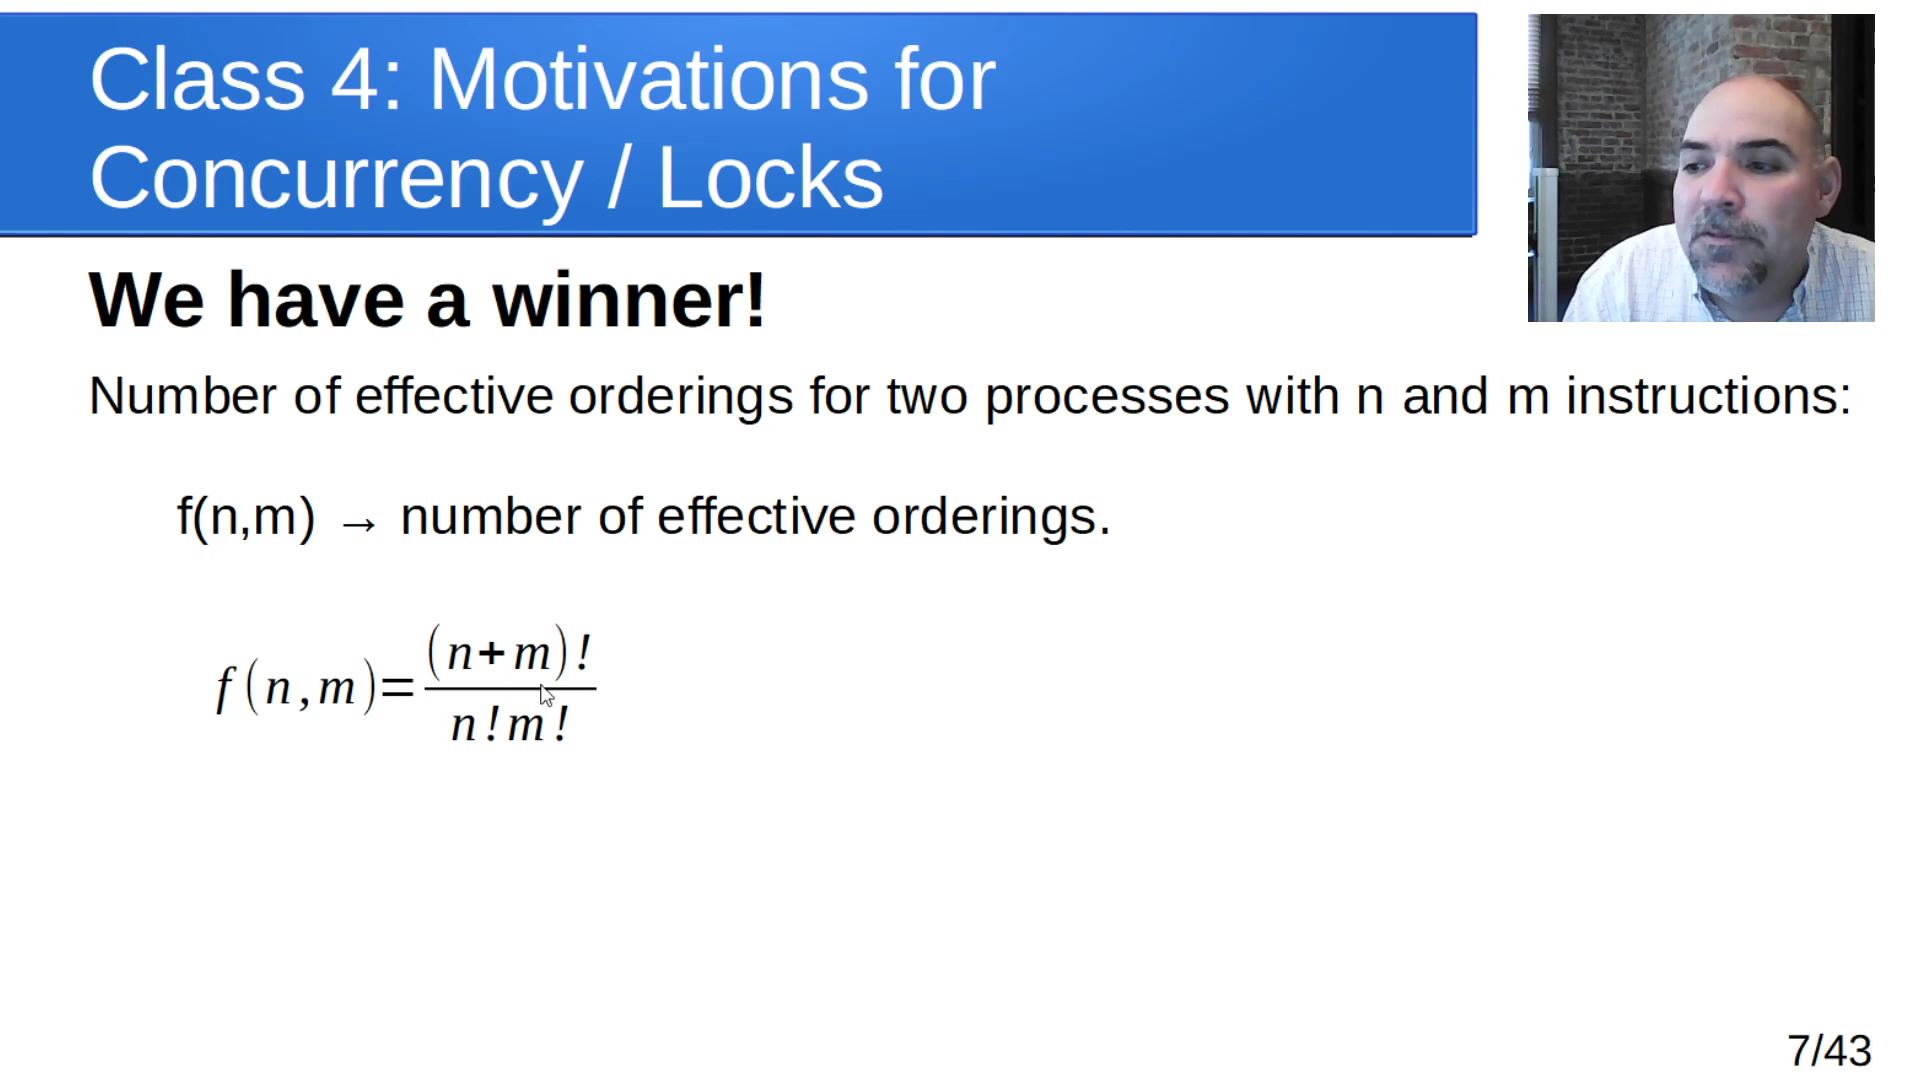 Class 4: Motivations for
Concurrency / Locks
We have a winner!
Number of effective orderings for two processes with n and m instructions:
f(n,m) → number of effective orderings.
f(n,m)=(n+m)!/n!m!
7/43